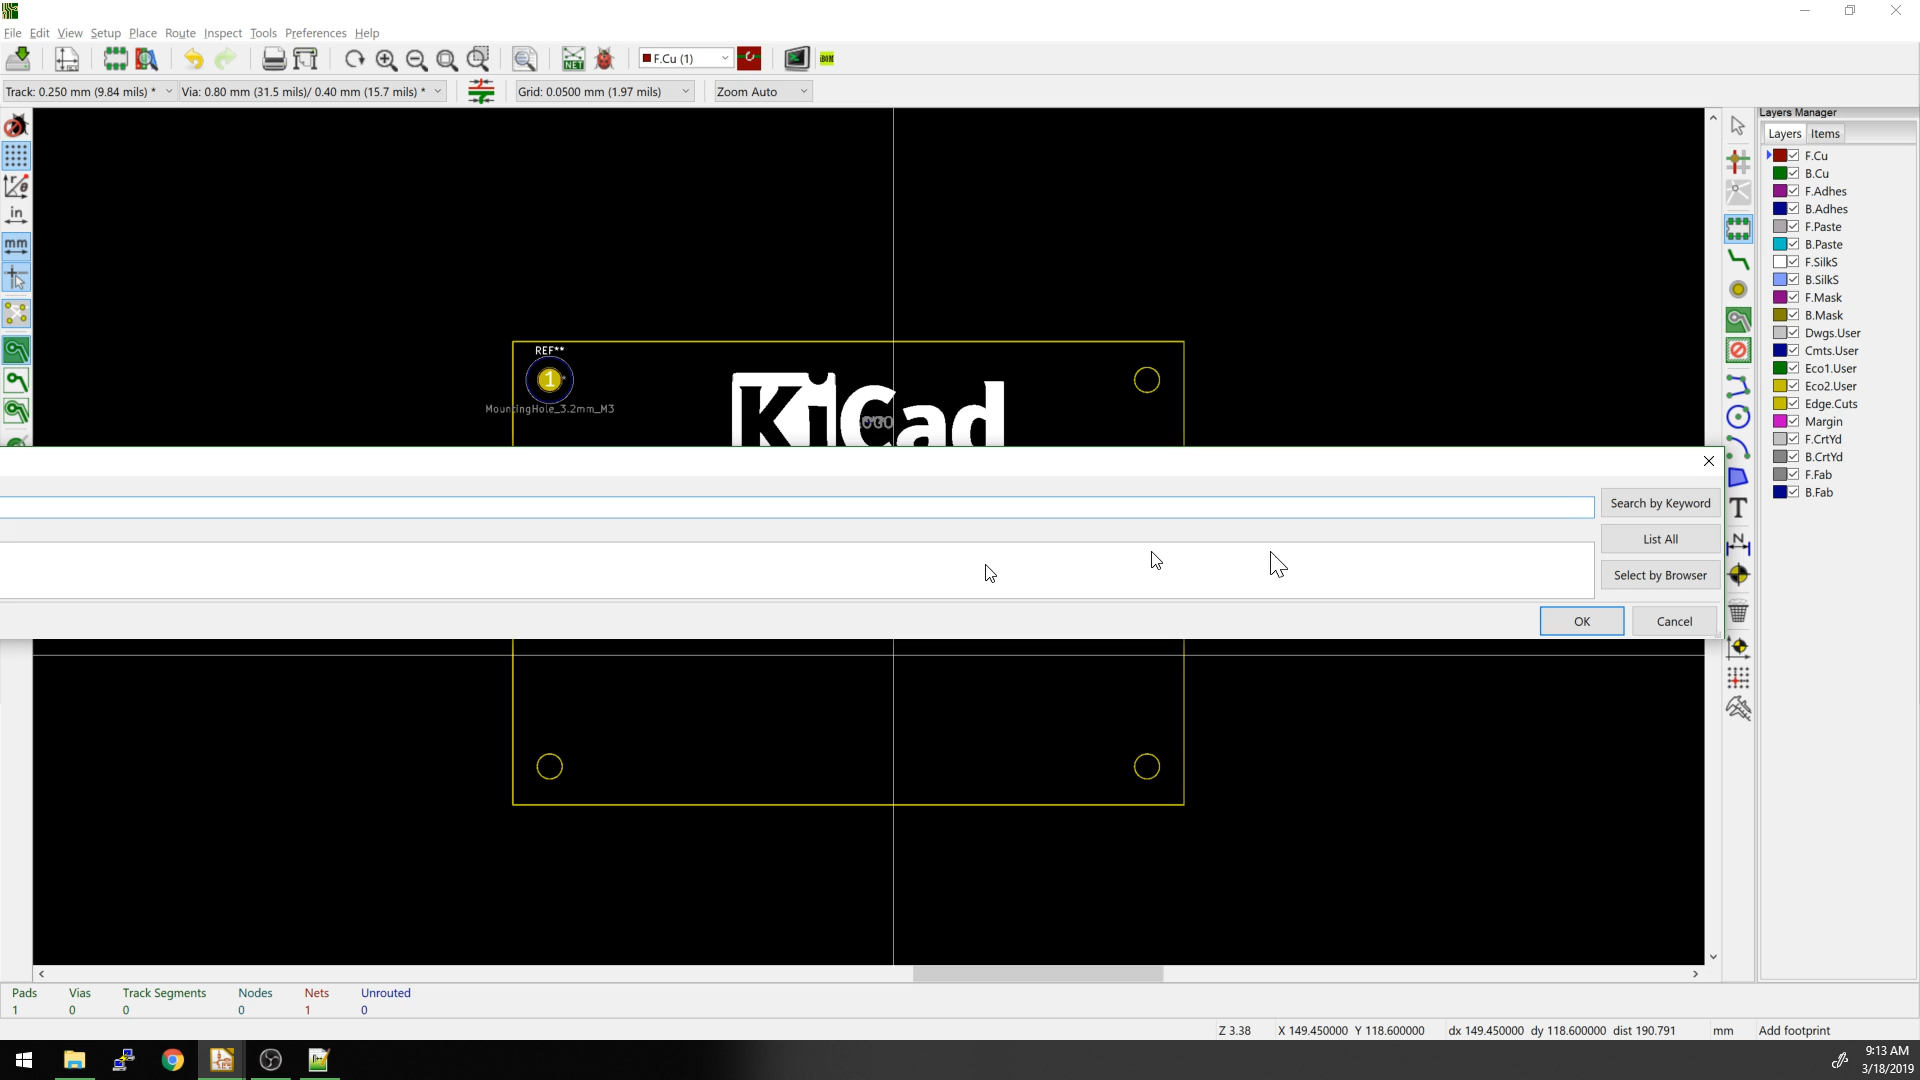 File Edit View Setup Place Route Inspect Tools Preferences Help
NET
F.Cu (1)
iBOM
Track: 0.250 mm (9.84 mils) *
Via: 0.80 mm (31.5 mils)/ 0.40 mm (15.7 mils) *
Grid: 0.0500 mm (1.97 mils)
Zoom Auto
Layers Manager
Layers Items
F.Cu
B.Cu
F.Adhes
B.Adhes
F.Paste
B.Paste
F.SilkS
B.SilkS
F.Mask
B.Mask
Dwgs.User
Cmts.User
Eco1.User
Eco2.User
Edge.Cuts
Margin
F.CrtYd
B.CrtYd
F.Fab
B.Fab
in
mm
REF**
1
MountingHole_3.2mm_M3
KiCad
Search by Keyword
List All
Select by Browser
OK
Cancel
T
N
Pads Vias Track Segments Nodes Nets Unrouted
1 0 0 0 1 0
Z 3.38 X 149.450000 Y 118.600000 dx 149.450000 dy 118.600000 dist 190.791 mm Add footprint
9:13 AM
3/18/2019